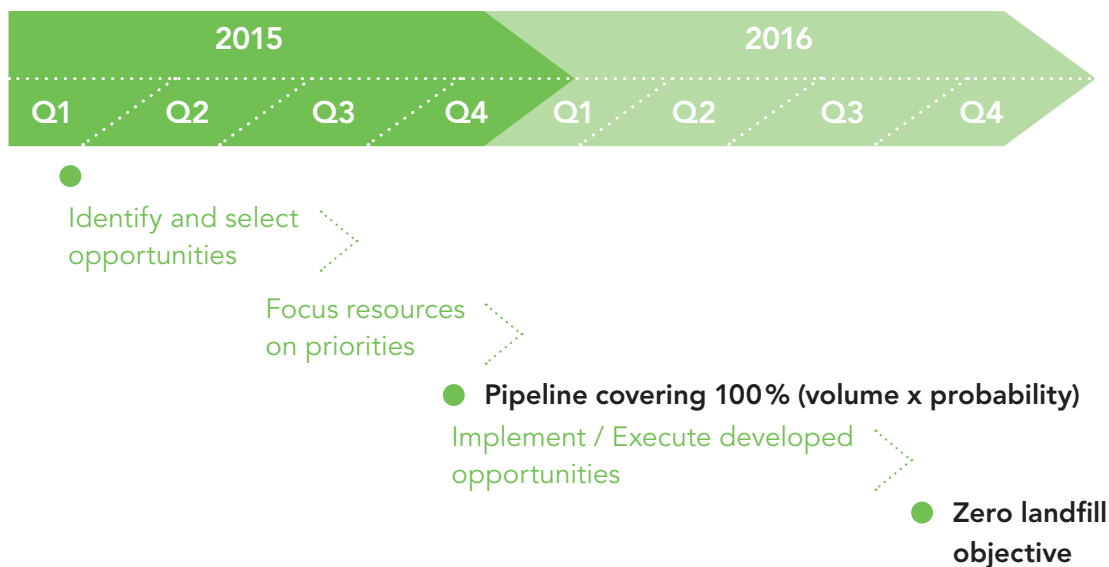 2015 2016
Q1 Q2 Q3 Q4 Q1 Q2 Q3 Q4
Identify and select
opportunities
Focus resources
on priorities
Pipeline covering 100% (volume x probability)
Implement / Execute developed
opportunities
Zero landfill
objective